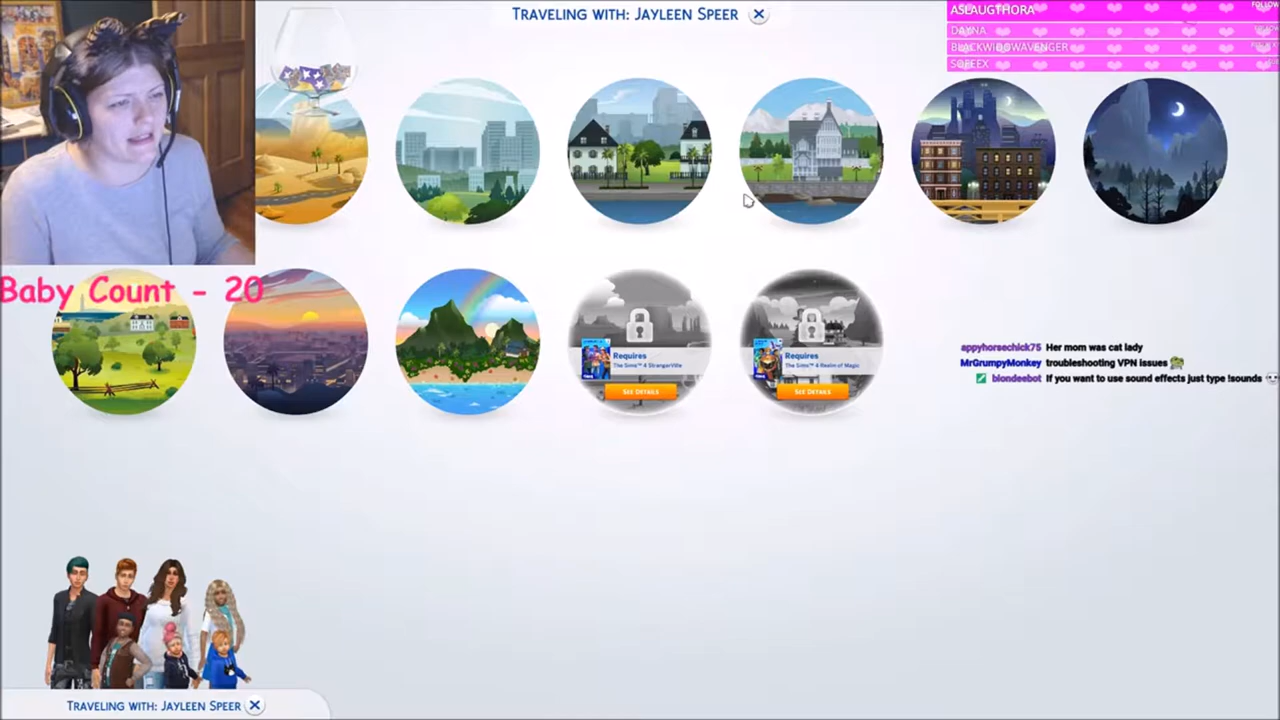 TRAVELING WITH: JAYLEEN SPEER
FOLLOW
ASLAUGTHORA
DAYNA
BLACKWIDOWAVENGER
SOFEEX
Baby Count - 20
Requires
The Sims™ 4 StrangerVille
SEE DETAILS
Requires
The Sims™ 4 Realm of Magic
SEE DETAILS
appyhorsechick75 Her mom was cat lady
MrGrumpyMonkey troubleshooting VPN issues
blondeebot If you want to use sound effects just type !sounds
TRAVELING WITH: JAYLEEN SPEER